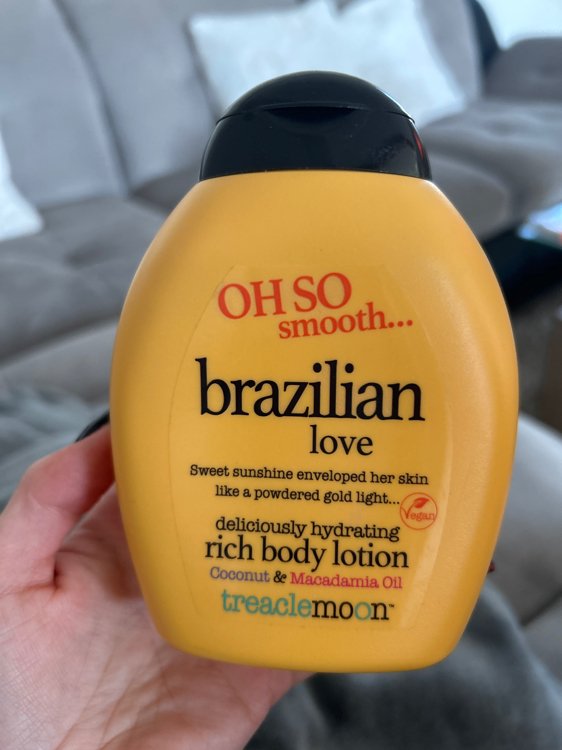 OH SO
smooth...
brazilian
love
Sweet sunshine enveloped her skin
like a powdered gold light...
Vegan
deliciously hydrating
rich body lotion
Coconut & Macadamia Oil
treaclemoon™